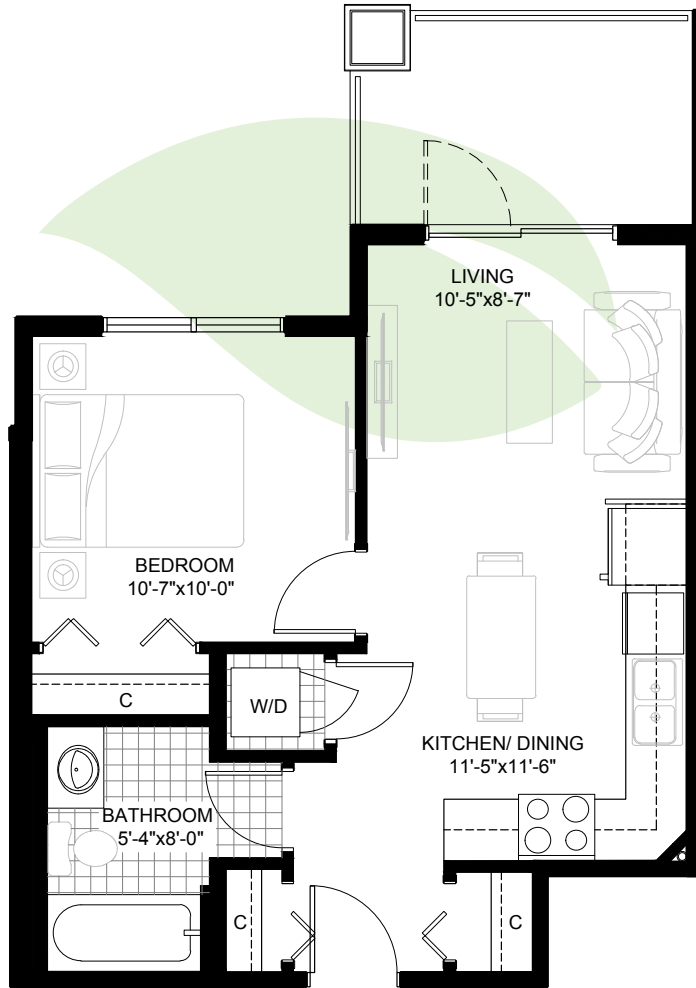 LIVING
10'-5"x8'-7"
BEDROOM
10'-7"x10'-0"
C
W/D
KITCHEN/ DINING
11'-5"x11'-6"
BATHROOM
5'-4"x8'-0"
C
C